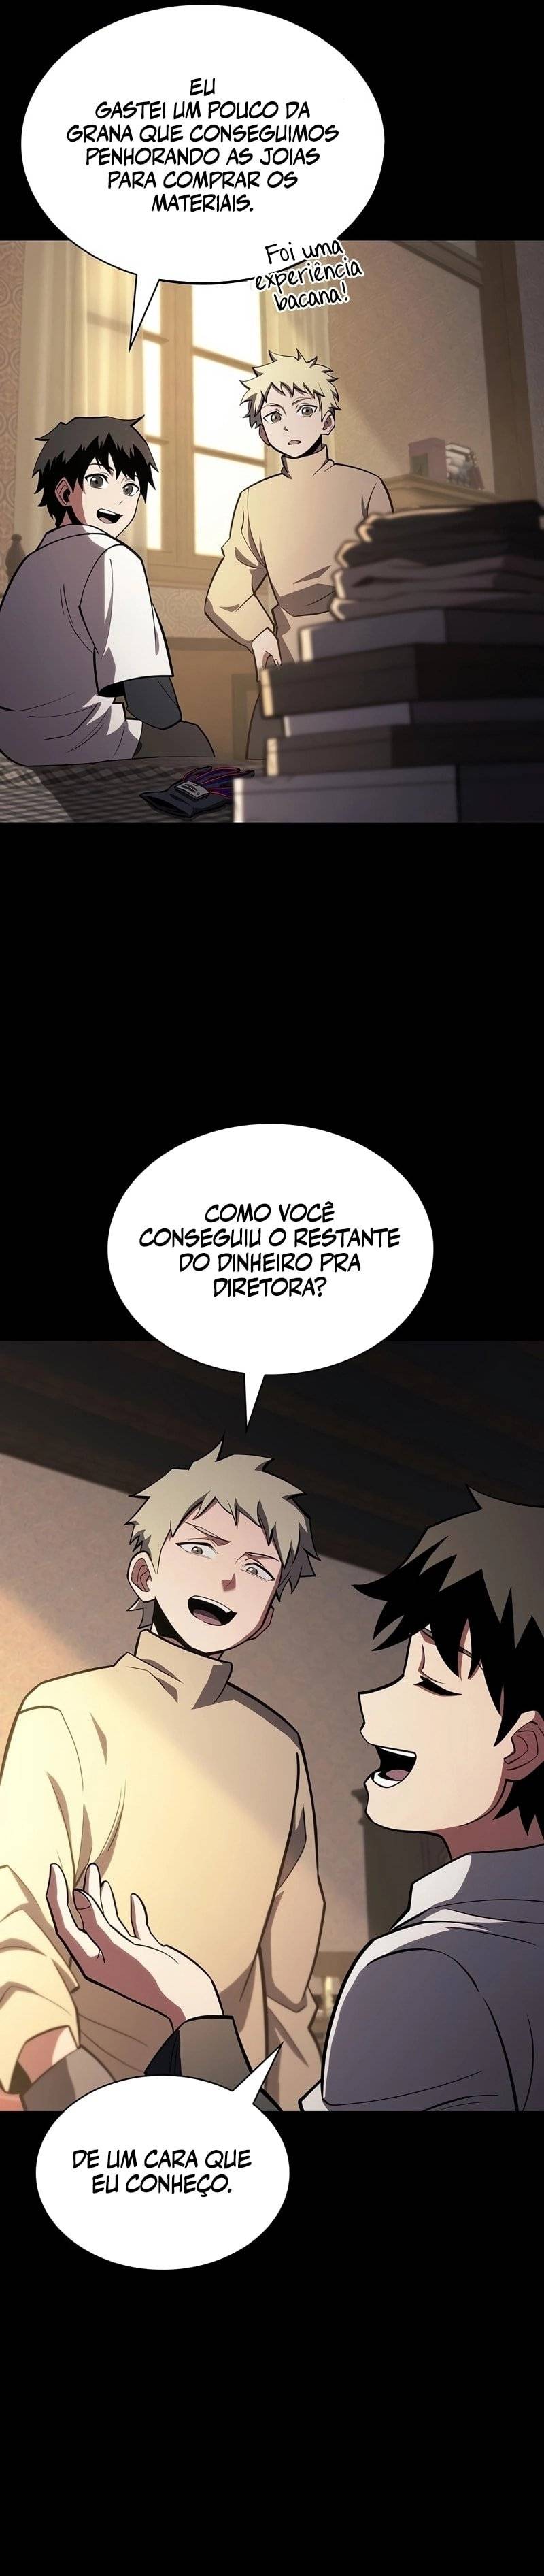 EU
GASTEI UM POUCO DA
GRANA QUE CONSEGUIMOS
PENHORANDO AS JOIAS
PARA COMPRAR OS
MATERIAIS.
Foi uma
experiência
bacana!
COMO VOCÊ
CONSEGUIU O RESTANTE
DO DINHEIRO PRA
DIRETORA?
DE UM CARA QUE
EU CONHEÇO.